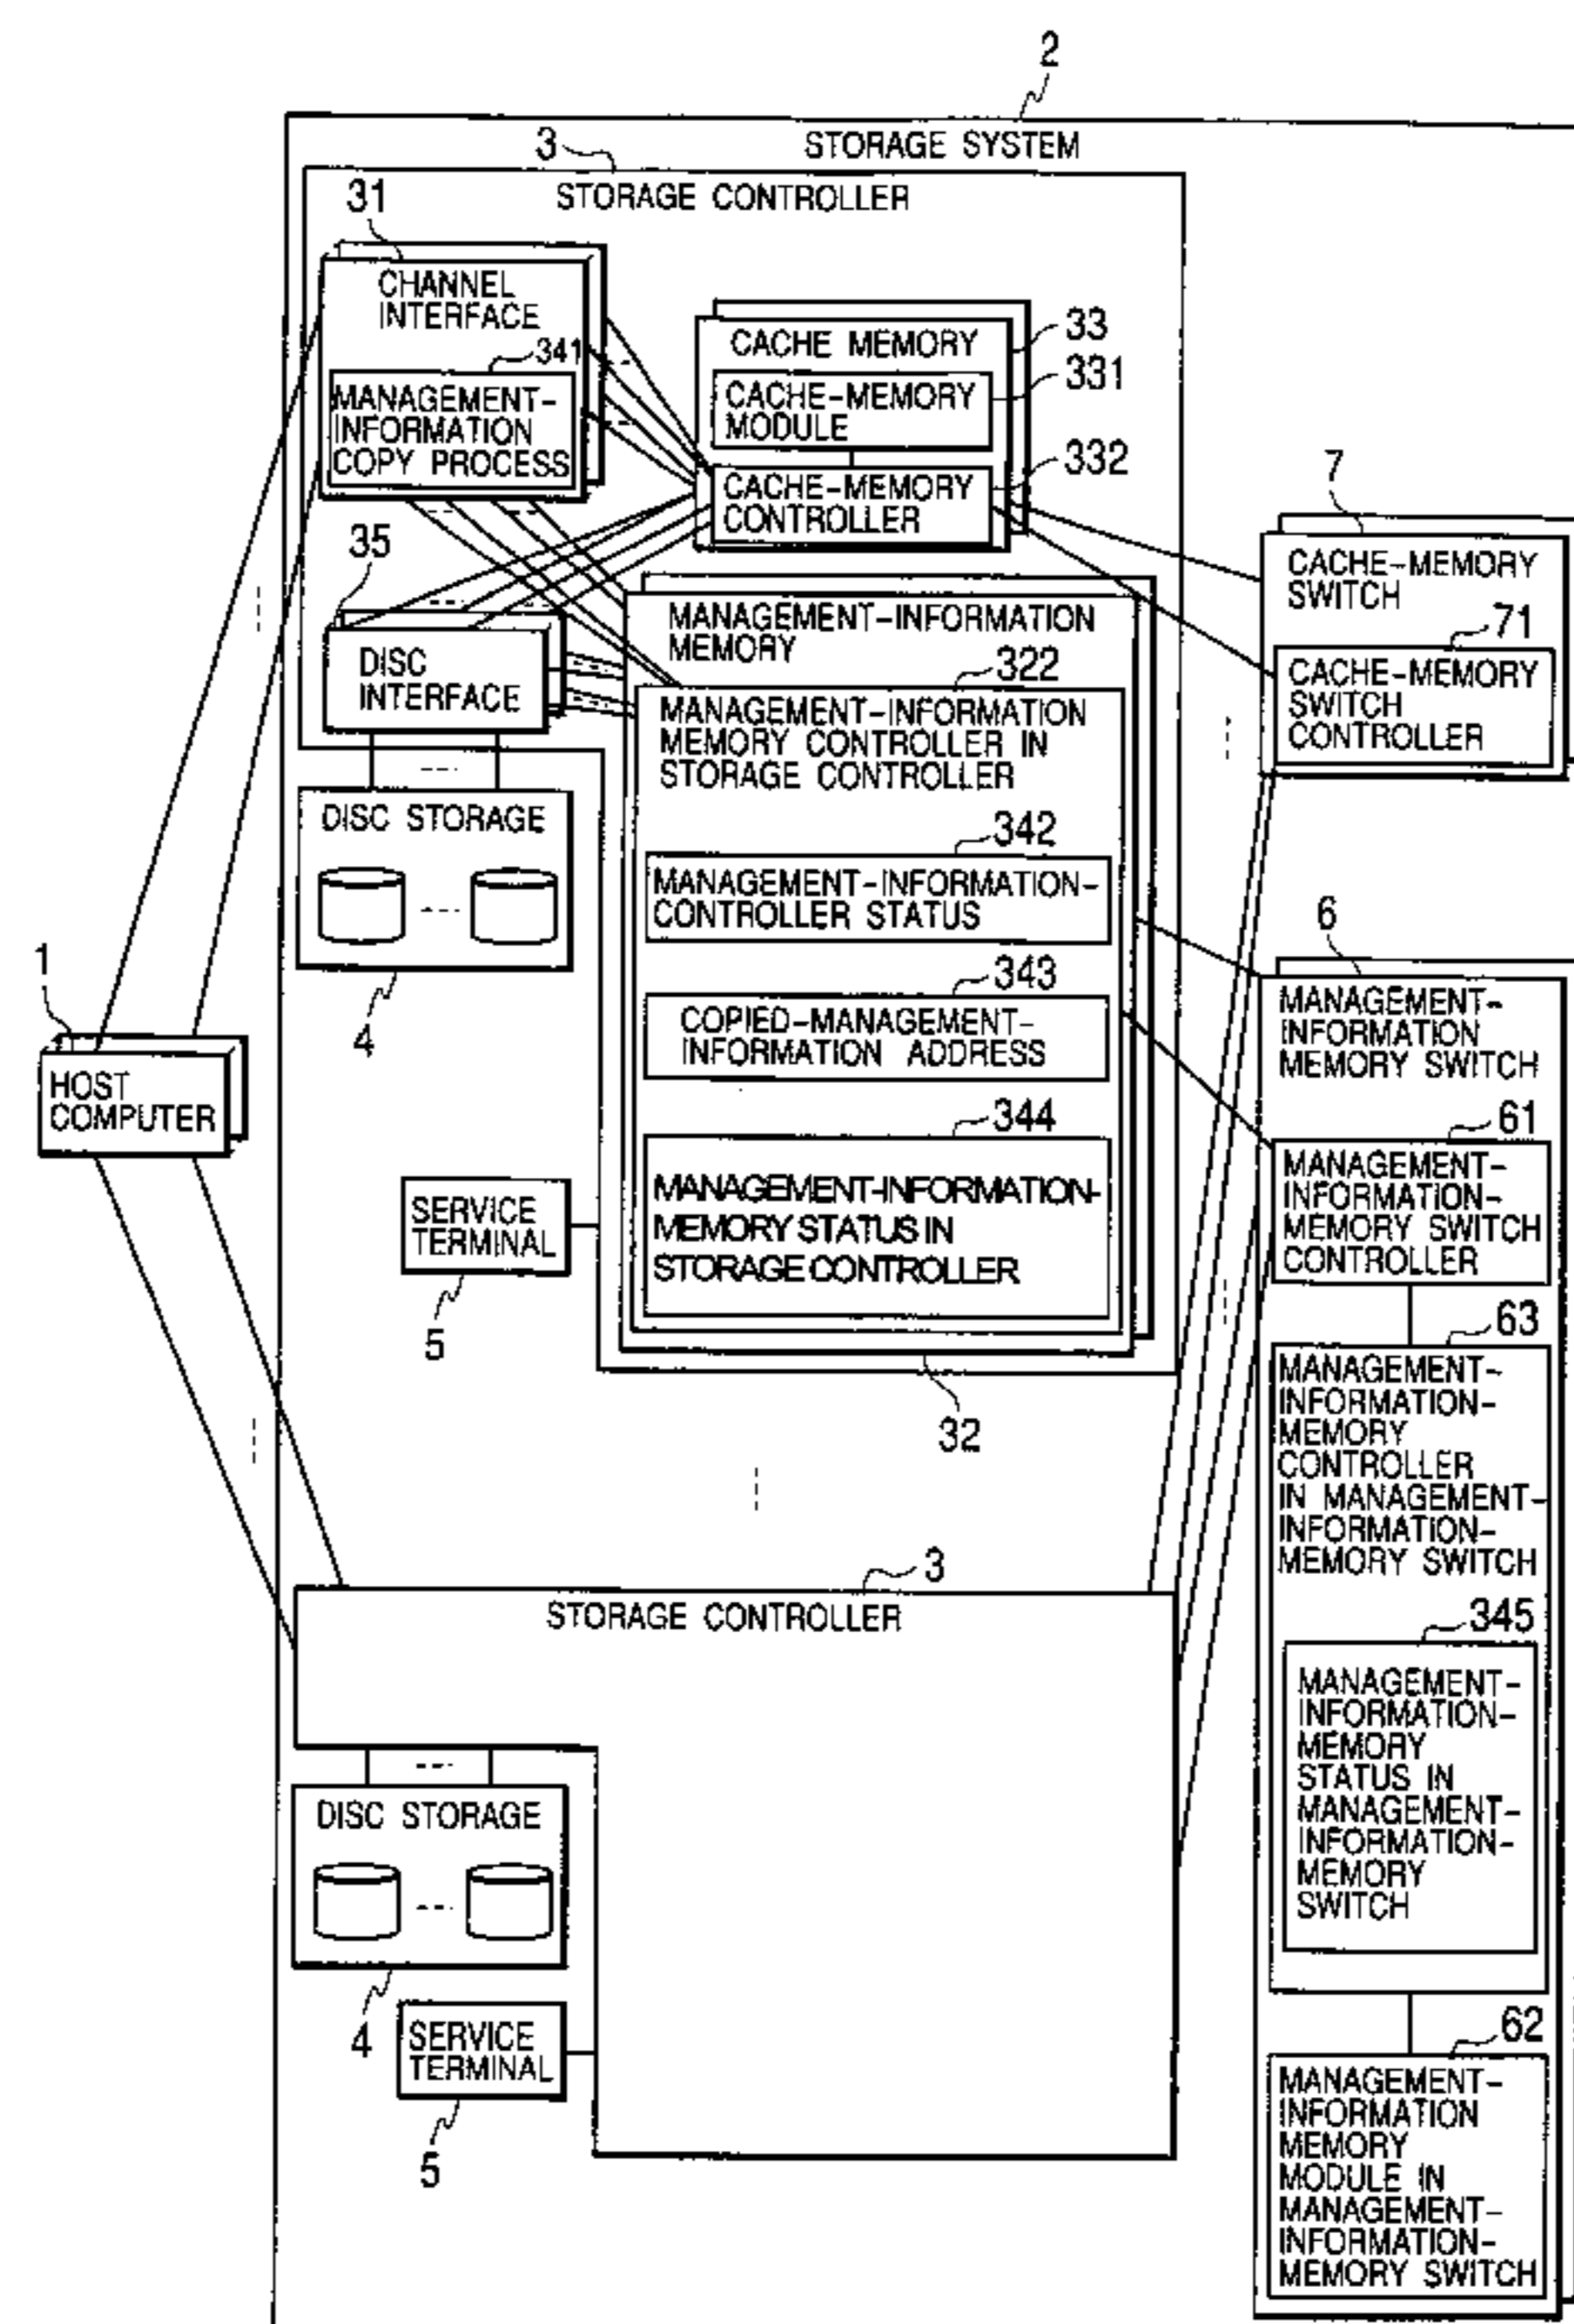 2
STORAGE SYSTEM
3
STORAGE CONTROLLER
31
CHANNEL
INTERFACE
341
MANAGEMENT-
INFORMATION
COPY PROCESS
CACHE MEMORY
33
CACHE-MEMORY
MODULE
331
CACHE-MEMORY
CONTROLLER
332
35
DISC
INTERFACE
MANAGEMENT-INFORMATION
MEMORY
322
MANAGEMENT-INFORMATION
MEMORY CONTROLLER IN
STORAGE CONTROLLER
342
MANAGEMENT-INFORMATION-
CONTROLLER STATUS
343
COPIED-MANAGEMENT-
INFORMATION ADDRESS
344
MANAGEMENT-INFORMATION-
MEMORY STATUS IN
STORAGE CONTROLLER
32
DISC STORAGE
4
SERVICE
TERMINAL
5
1
HOST
COMPUTER
7
CACHE-MEMORY
SWITCH
71
CACHE-MEMORY
SWITCH
CONTROLLER
6
MANAGEMENT-
INFORMATION
MEMORY SWITCH
61
MANAGEMENT-
INFORMATION-
MEMORY SWITCH
CONTROLLER
63
MANAGEMENT-
INFORMATION-
MEMORY
CONTROLLER
IN MANAGEMENT-
INFORMATION-
MEMORY SWITCH
345
MANAGEMENT-
INFORMATION-
MEMORY
STATUS IN
MANAGEMENT-
INFORMATION-
MEMORY
SWITCH
62
MANAGEMENT-
INFORMATION
MEMORY
MODULE IN
MANAGEMENT-
INFORMATION-
MEMORY SWITCH
3
STORAGE CONTROLLER
DISC STORAGE
4
SERVICE
TERMINAL
5